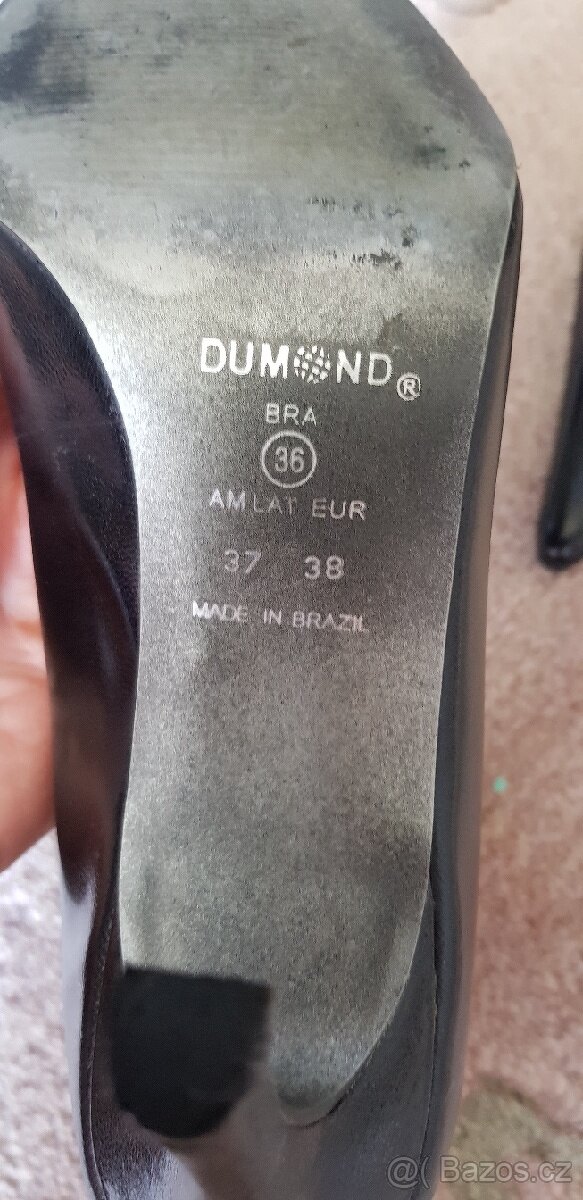 DUMOND®
BRA
36
AM LAT EUR
37 38
MADE IN BRAZIL
@( Bazos.cz